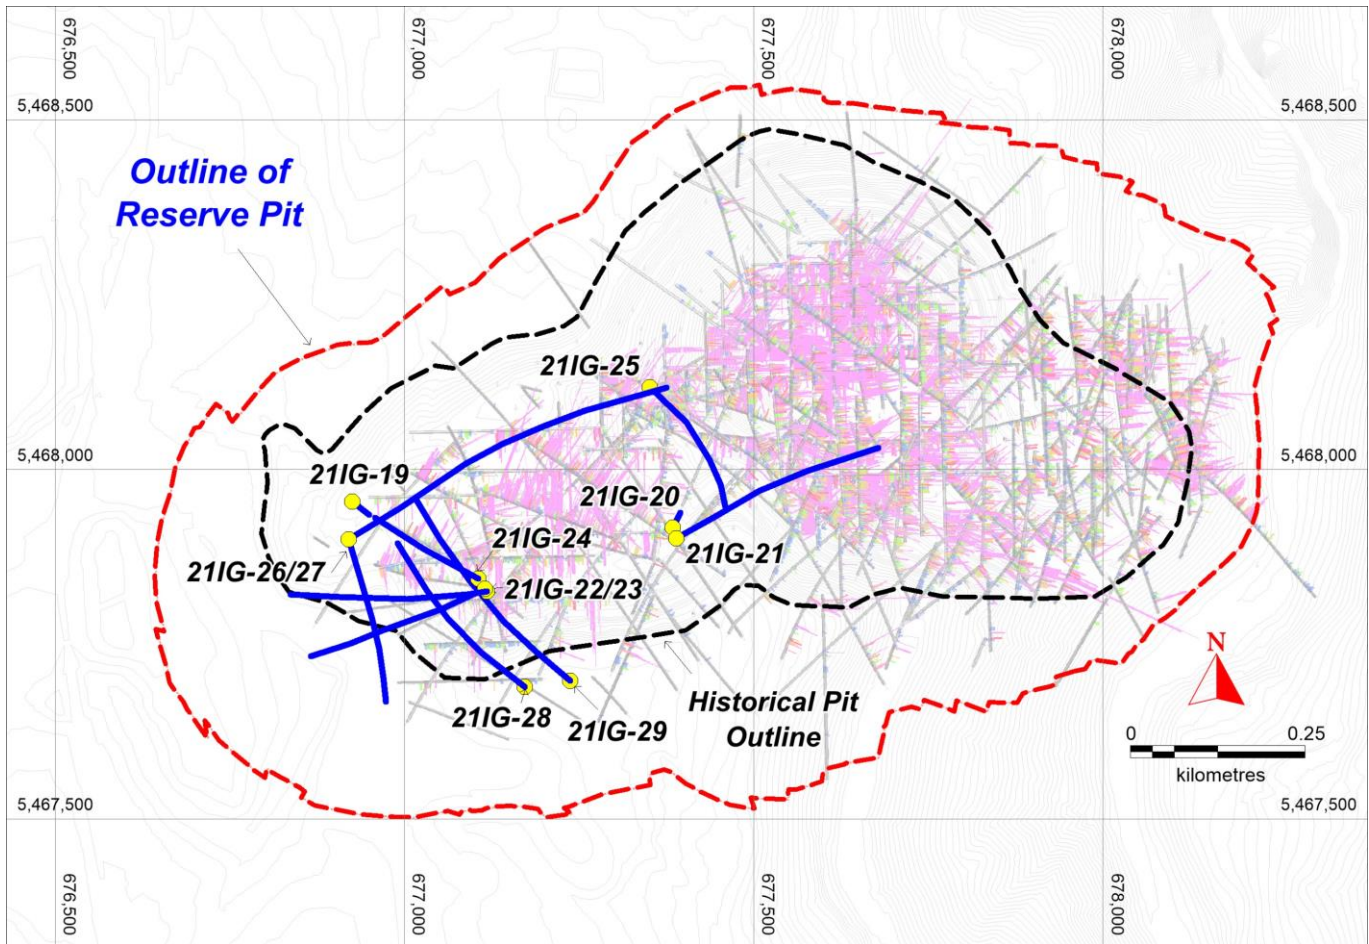 676,500
677,000
677,500
678,000
5,468,500
5,468,500
Outline of
Reserve Pit
21IG-25
5,468,000
5,468,000
21IG-19
21IG-20
21IG-24
21IG-21
21IG-26/27
21IG-22/23
N
Historical Pit
Outline
21IG-28
21IG-29
0 0.25
kilometres
5,467,500
5,467,500
676,500
677,000
677,500
678,000